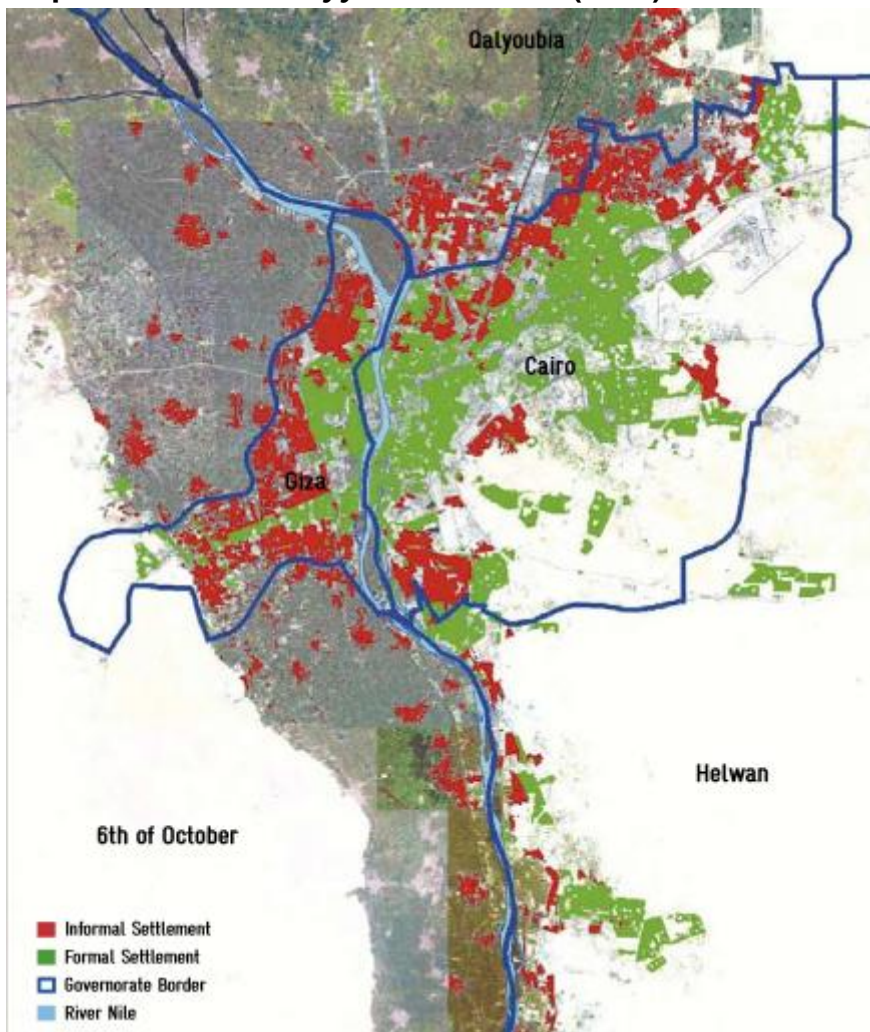 Qalyoubia
Cairo
Giza
Helwan
6th of October
Informal Settlement
Formal Settlement
Governorate Border
River Nile